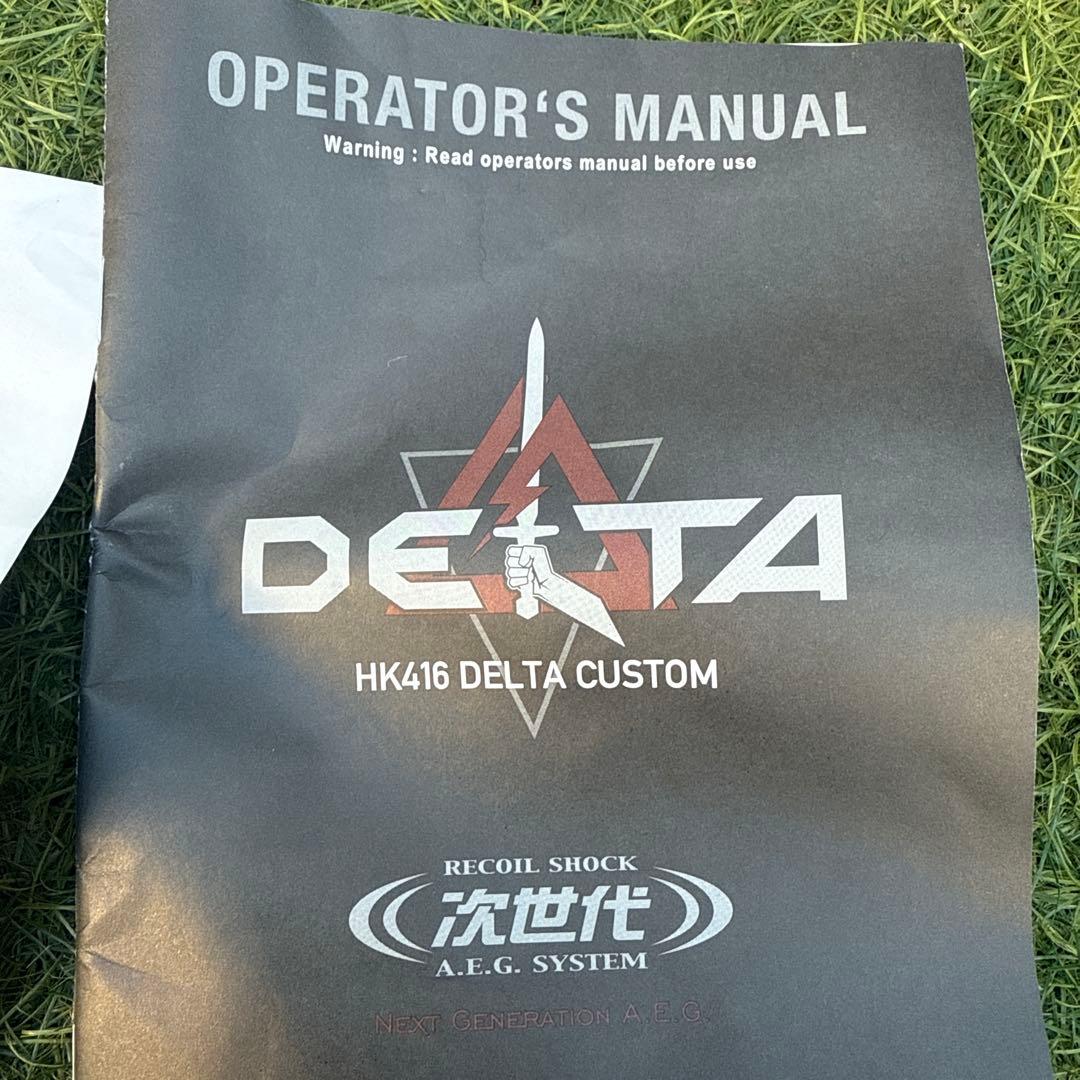 OPERATOR‘S MANUAL
Warning : Read operators manual before use
DELTA
HK416 DELTA CUSTOM
RECOIL SHOCK
次世代
A.E.G. SYSTEM
NEXT GENERATION A.E.G.